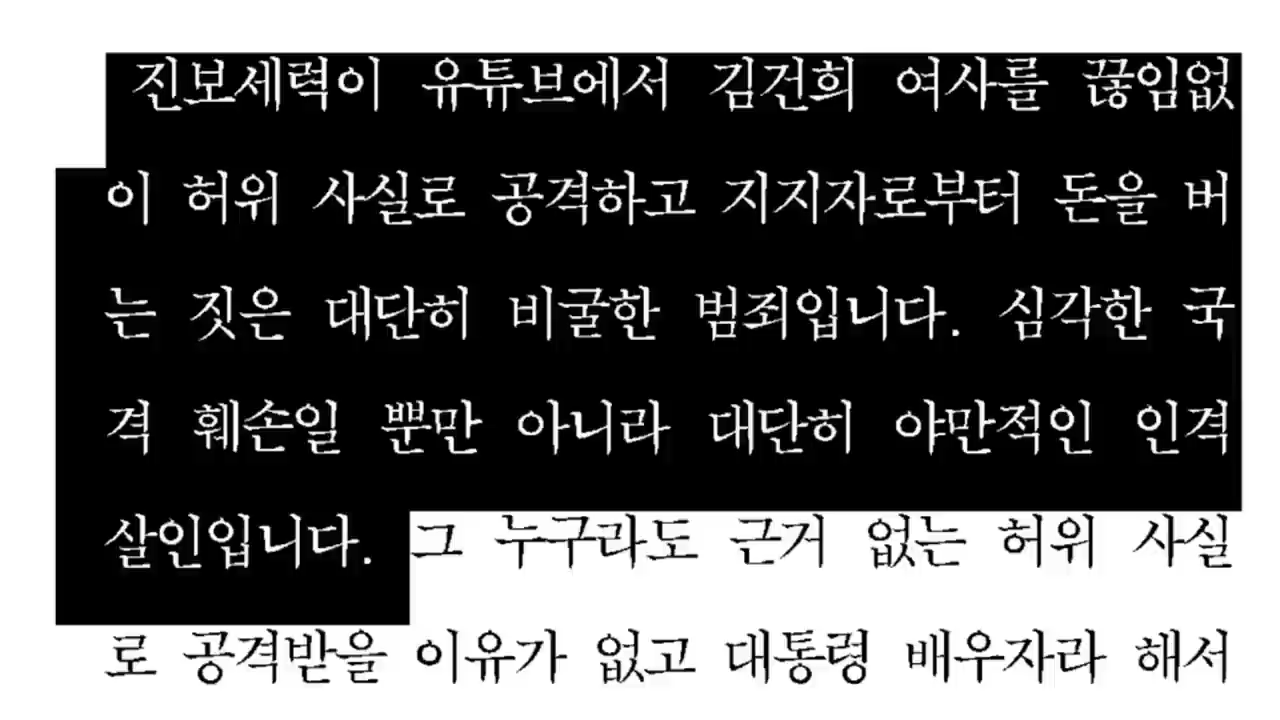 진보세력이 유튜브에서 김건희 여사를 끊임없
이 허위 사실로 공격하고 지지자로부터 돈을 버
는 짓은 대단히 비굴한 범죄입니다. 심각한 국
격 훼손일 뿐만 아니라 대단히 야만적인 인격
살인입니다. 그 누구라도 근거 없는 허위 사실
로 공격받을 이유가 없고 대통령 배우자라 해서